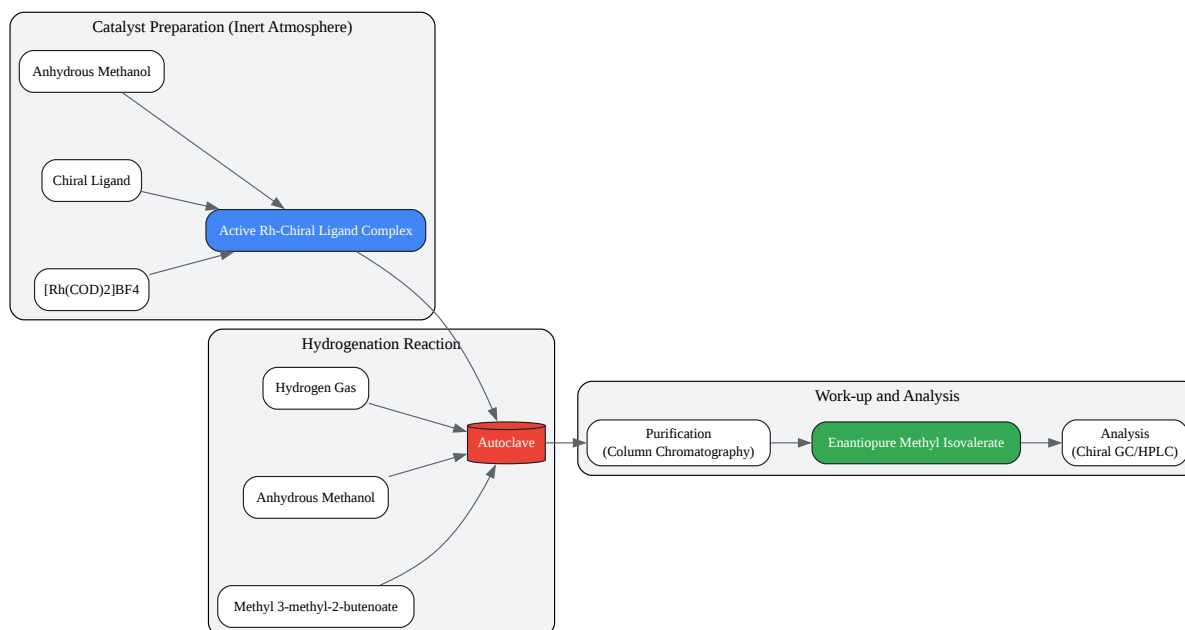 Catalyst Preparation (Inert Atmosphere)
Anhydrous Methanol
Chiral Ligand
Active Rh-Chiral Ligand Complex
[Rh(COD)2]BF4
Hydrogenation Reaction
Hydrogen Gas
Autoclave
Anhydrous Methanol
Methyl 3-methyl-2-butenoate
Work-up and Analysis
Purification
(Column Chromatography)
Enantiopure Methyl Isovalerate
Analysis
(Chiral GC/HPLC)